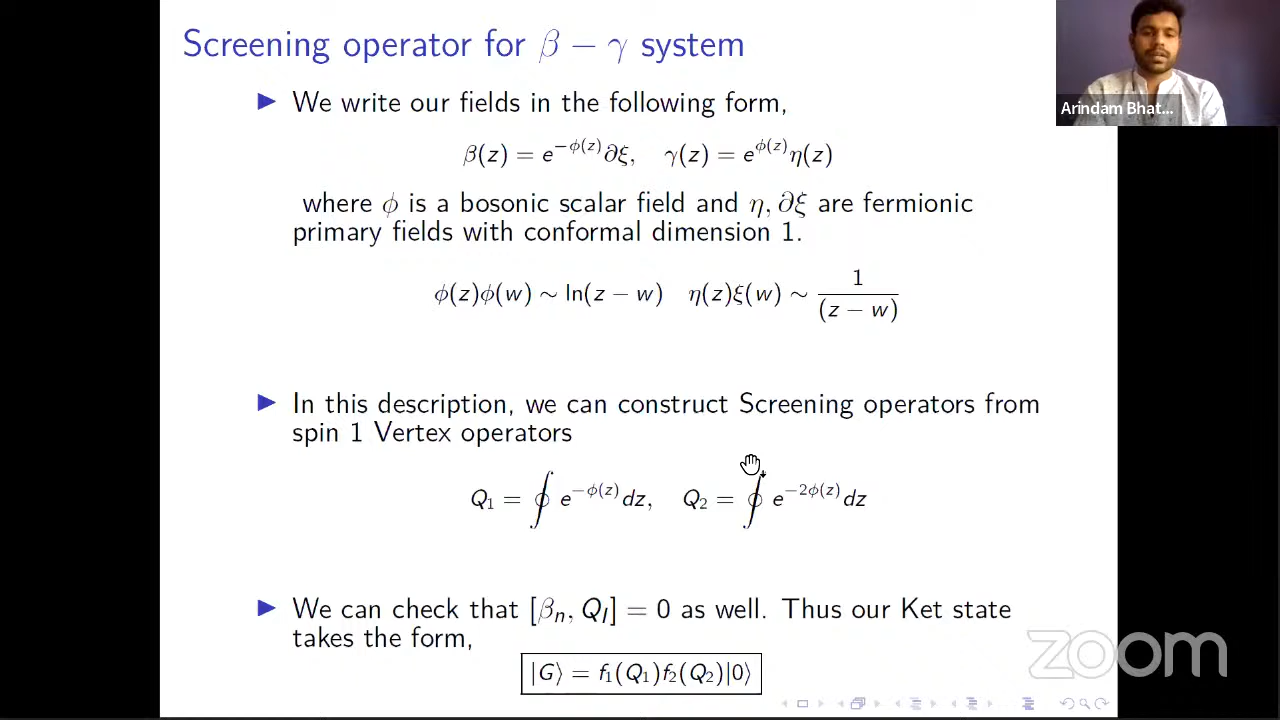 Screening operator for β − γ system
▶ We write our fields in the following form,
β(z) = e^{−φ(z)}∂ξ, γ(z) = e^{φ(z)}η(z)
where φ is a bosonic scalar field and η, ∂ξ are fermionic
primary fields with conformal dimension 1.
φ(z)φ(w) ∼ ln(z − w) η(z)ξ(w) ∼ 1/(z − w)
▶ In this description, we can construct Screening operators from
spin 1 Vertex operators
Q₁ = ∮ e^{−φ(z)}dz, Q₂ = ∮ e^{−2φ(z)}dz
▶ We can check that [βₙ, Q_I] = 0 as well. Thus our Ket state
takes the form,
|G⟩ = f₁(Q₁)f₂(Q₂)|0⟩
Arindam Bhat...
zoom